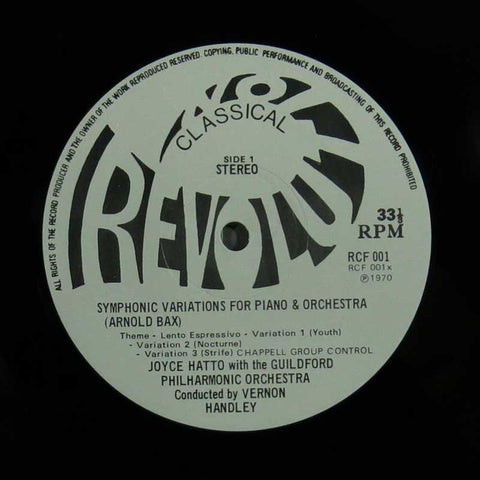 ALL RIGHTS OF THE RECORD PRODUCER AND THE OWNER OF THE WORK REPRODUCED RESERVED. COPYING, PUBLIC PERFORMANCE AND BROADCASTING OF THIS RECORD PROHIBITED
REVOLUTION
CLASSICAL
SIDE 1
STEREO
33⅓
RPM
RCF 001
RCF 001x
℗1970
SYMPHONIC VARIATIONS FOR PIANO & ORCHESTRA
(ARNOLD BAX)
Theme - Lento Espressivo - Variation 1 (Youth)
- Variation 2 (Nocturne)
- Variation 3 (Strife) CHAPPELL GROUP CONTROL
JOYCE HATTO with the GUILDFORD
PHILHARMONIC ORCHESTRA
Conducted by VERNON
HANDLEY